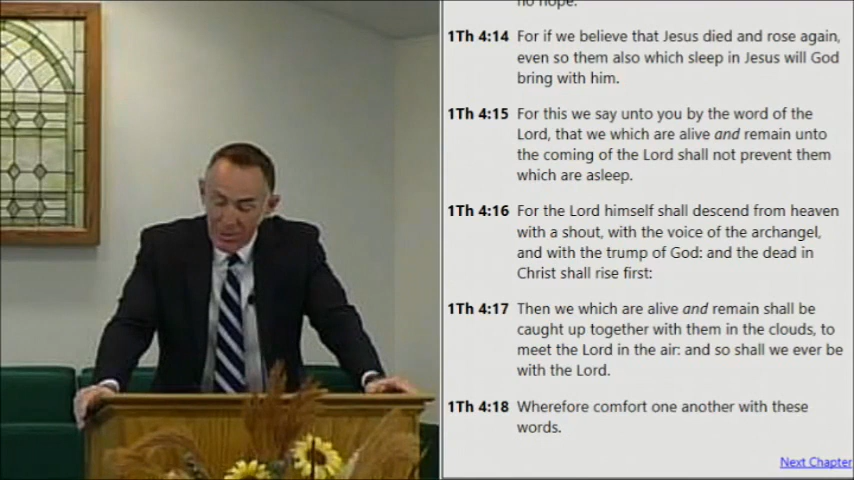 no hope.
1Th 4:14 For if we believe that Jesus died and rose again,
even so them also which sleep in Jesus will God
bring with him.
1Th 4:15 For this we say unto you by the word of the
Lord, that we which are alive and remain unto
the coming of the Lord shall not prevent them
which are asleep.
1Th 4:16 For the Lord himself shall descend from heaven
with a shout, with the voice of the archangel,
and with the trump of God: and the dead in
Christ shall rise first:
1Th 4:17 Then we which are alive and remain shall be
caught up together with them in the clouds, to
meet the Lord in the air: and so shall we ever be
with the Lord.
1Th 4:18 Wherefore comfort one another with these
words.
Next Chapter